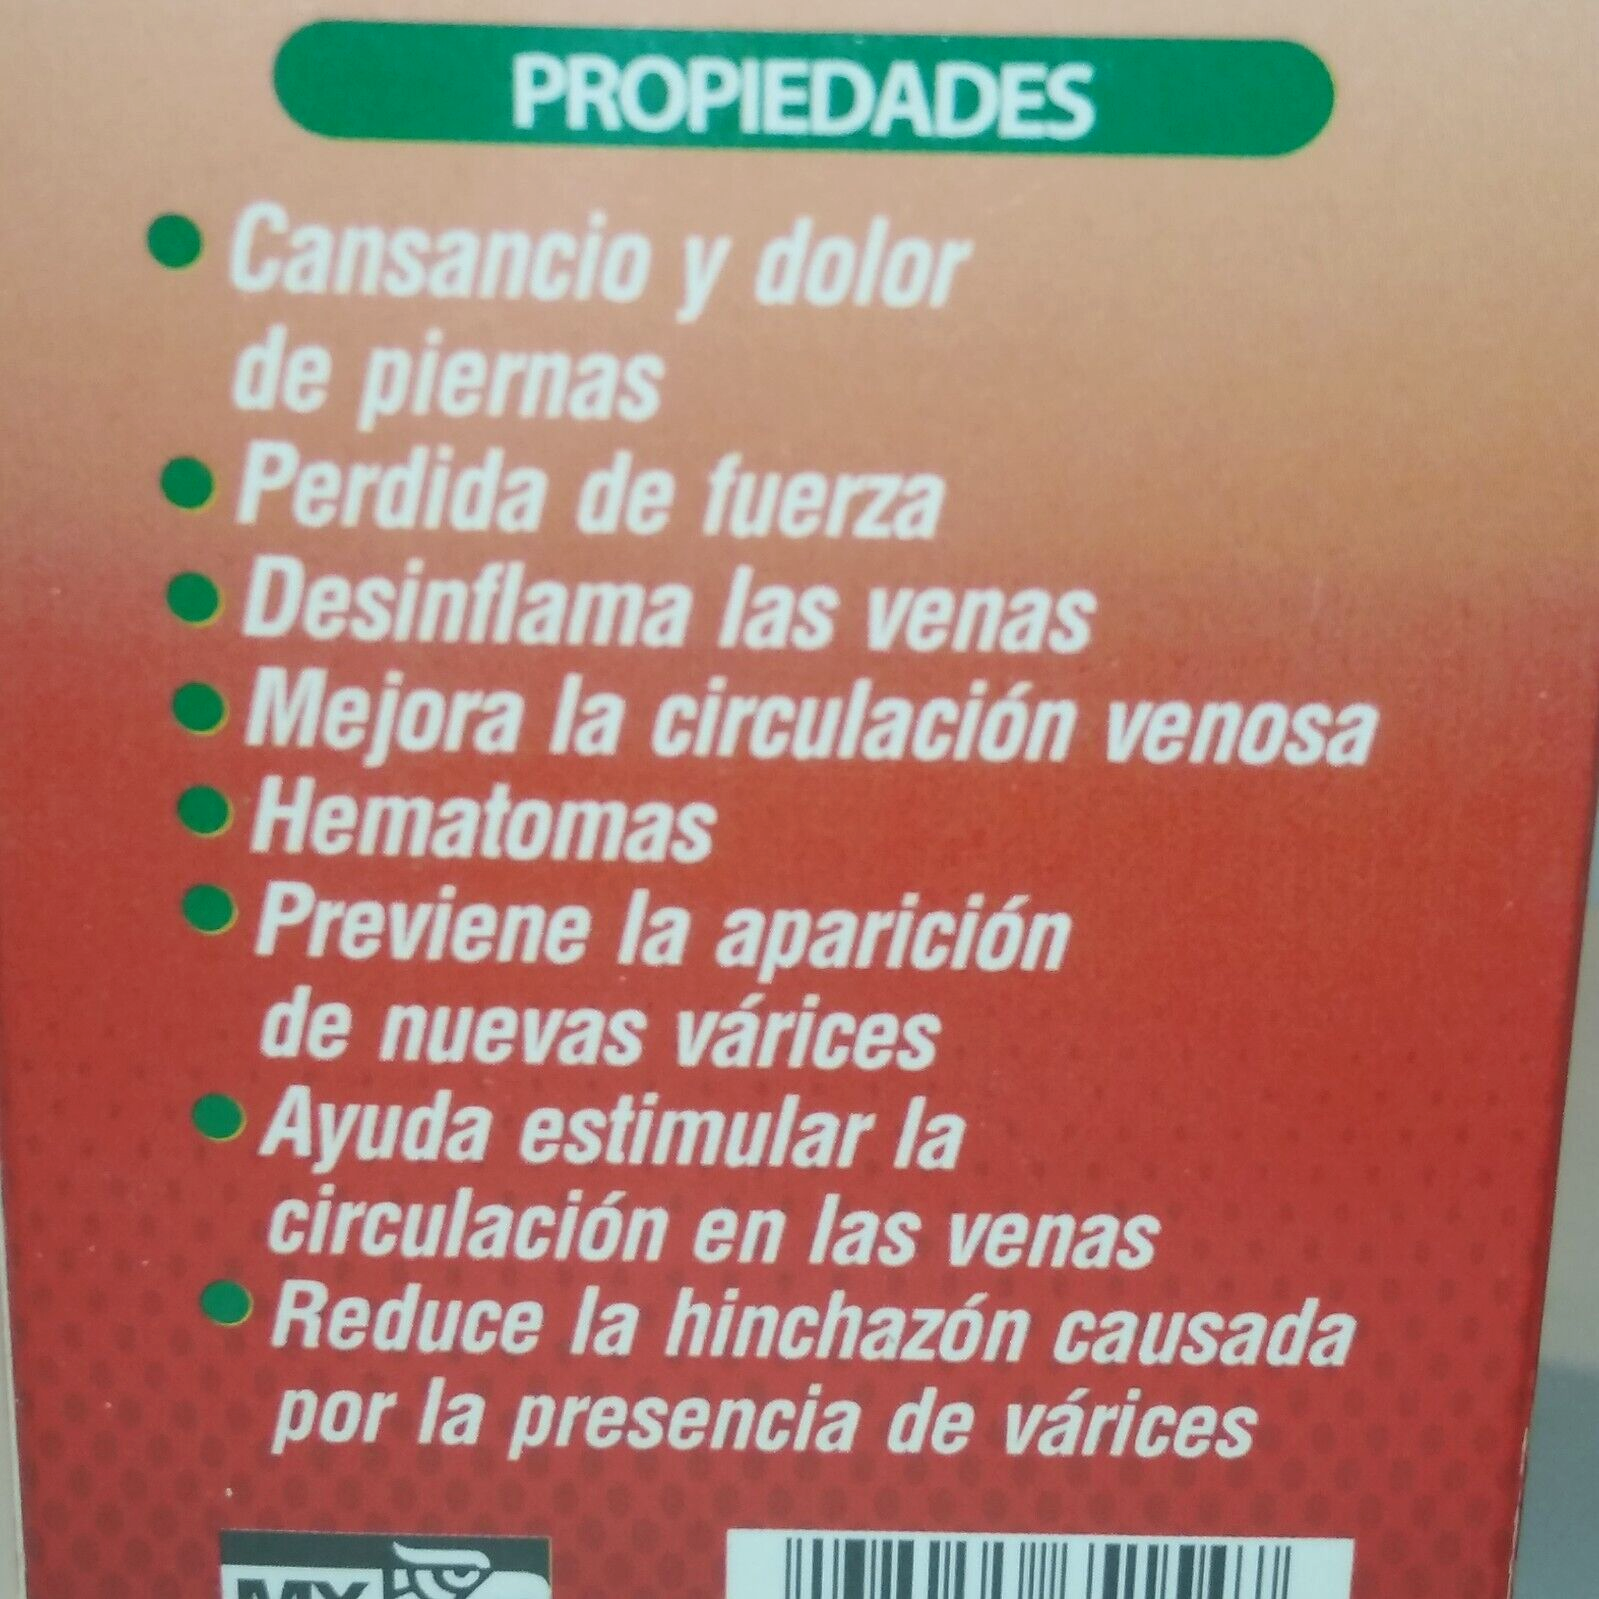 PROPIEDADES
Cansancio y dolor
de piernas
Perdida de fuerza
Desinflama las venas
Mejora la circulación venosa
Hematomas
Previene la aparición
de nuevas várices
Ayuda estimular la
circulación en las venas
Reduce la hinchazón causada
por la presencia de várices
MX